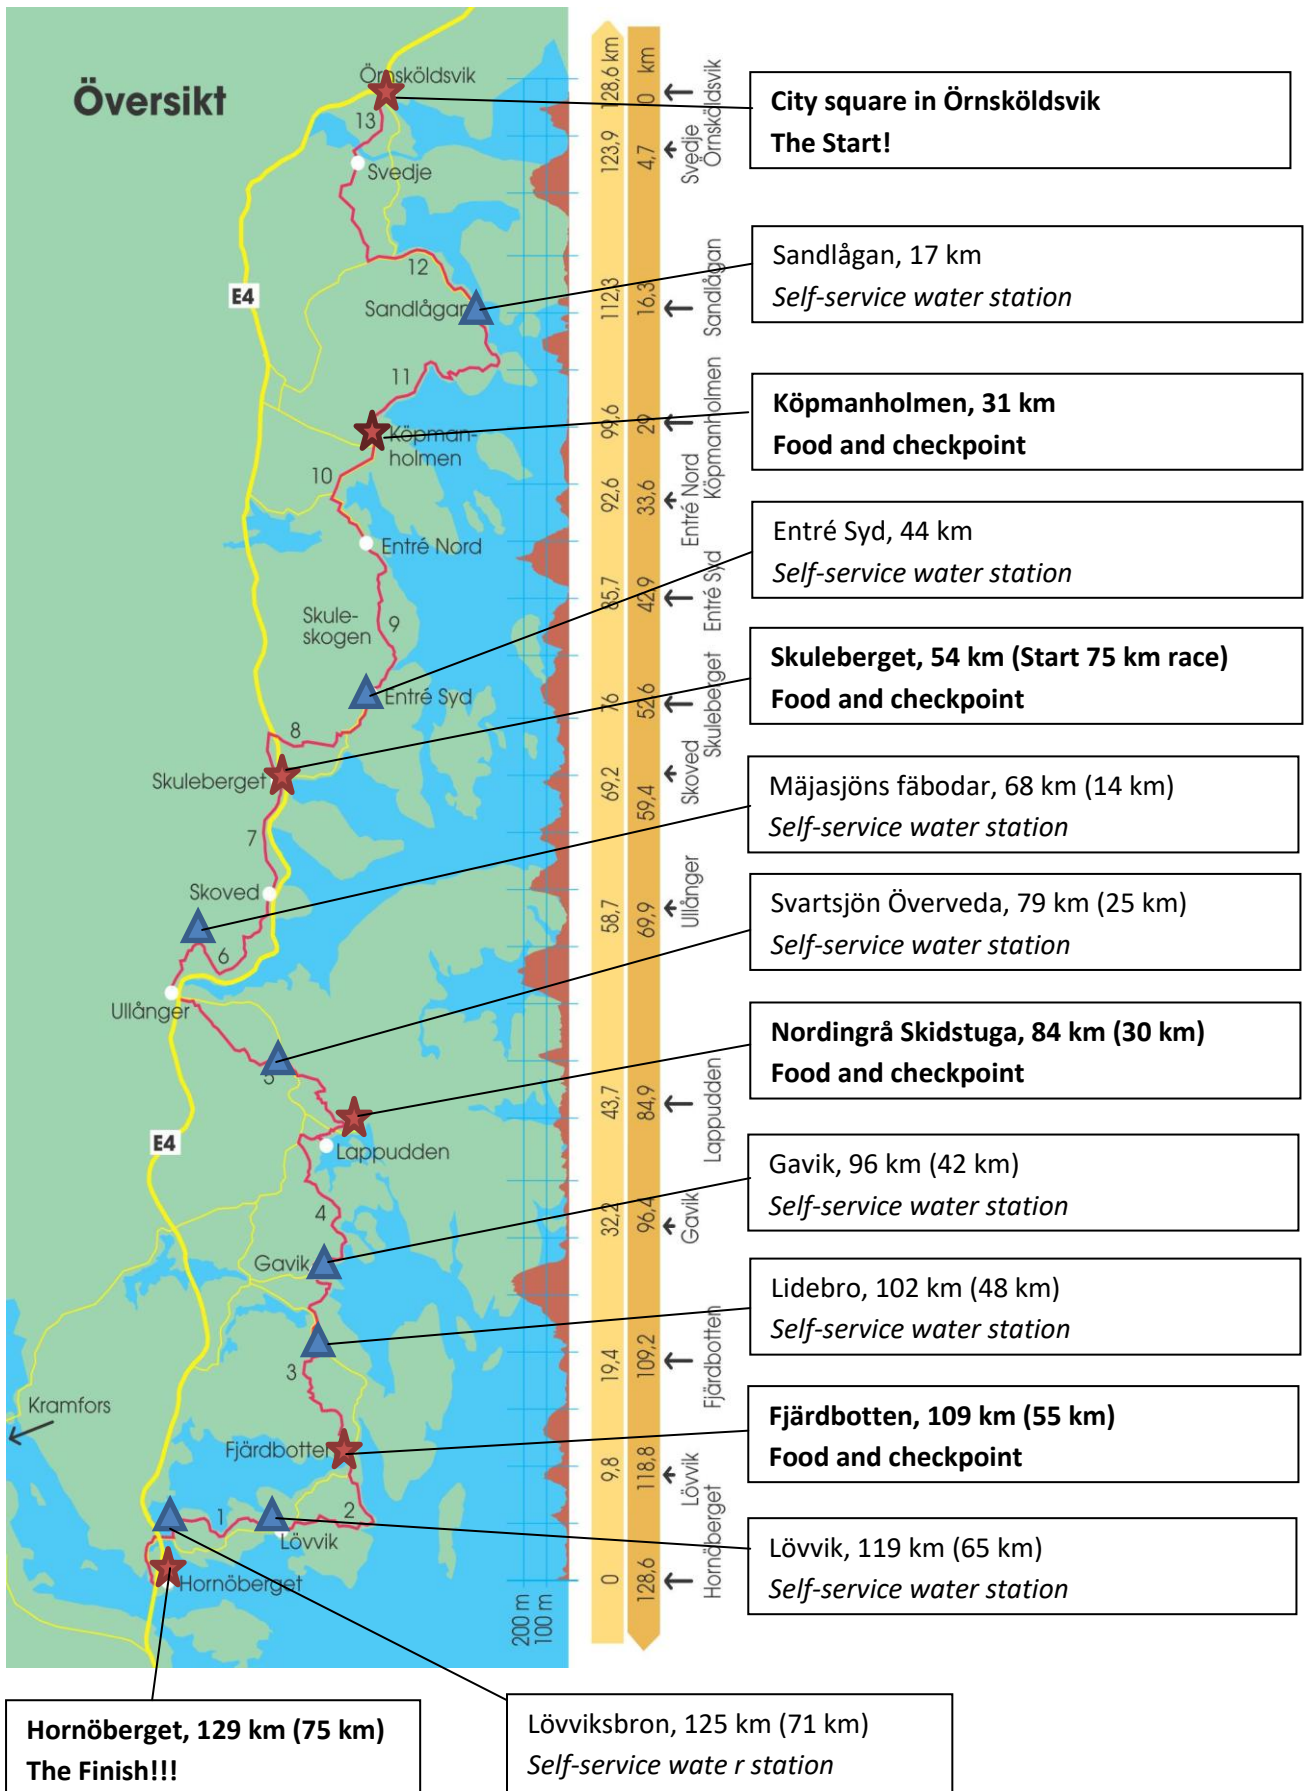 Översikt
Örnsköldsvik
13
Svedje
12
E4
Sandlågan
11
Köpman-
holmen
10
Entré Nord
Skule-
skogen
9
Entré Syd
8
Skuleberget
7
Skoved
6
Ullånger
5
E4
Lappudden
4
Gavik
3
Kramfors
Fjärdbotten
2
1
Lövvik
Hornöberget
200 m
100 m
128,6 km
123,9
112,3
99,6
92,6
85,7
76
69,2
58,7
43,7
32,2
19,4
9,8
0
0 km
4,7
16,3
29
33,6
42,9
52,6
59,4
69,9
84,9
96,4
109,2
118,8
128,6
Örnsköldsvik
Svedje
Sandlågan
Köpmanholmen
Entré Nord
Entré Syd
Skuleberget
Skoved
Ullånger
Lappudden
Gavik
Fjärdbotten
Lövvik
Hornöberget
City square in Örnsköldsvik
The Start!
Sandlågan, 17 km
Self-service water station
Köpmanholmen, 31 km
Food and checkpoint
Entré Syd, 44 km
Self-service water station
Skuleberget, 54 km (Start 75 km race)
Food and checkpoint
Mäjasjöns fäbodar, 68 km (14 km)
Self-service water station
Svartsjön Överveda, 79 km (25 km)
Self-service water station
Nordingrå Skidstuga, 84 km (30 km)
Food and checkpoint
Gavik, 96 km (42 km)
Self-service water station
Lidebro, 102 km (48 km)
Self-service water station
Fjärdbotten, 109 km (55 km)
Food and checkpoint
Lövvik, 119 km (65 km)
Self-service water station
Hornöberget, 129 km (75 km)
The Finish!!!
Lövviksbron, 125 km (71 km)
Self-service wate r station